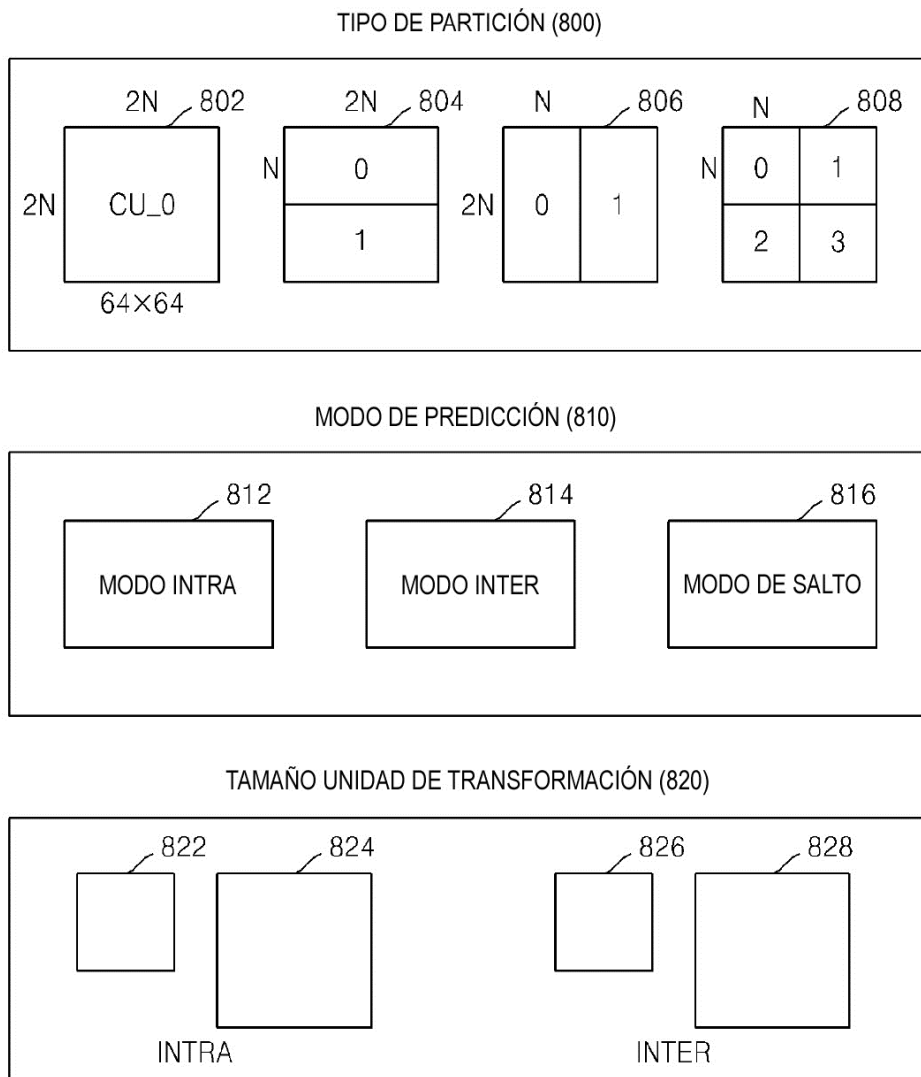 TIPO DE PARTICIÓN (800)
2N 802 2N 804 N 806 N 808
2N CU_0 N 0 2N 0 1 N 0 1
1 2 3
64×64
MODO DE PREDICCIÓN (810)
812 814 816
MODO INTRA MODO INTER MODO DE SALTO
TAMAÑO UNIDAD DE TRANSFORMACIÓN (820)
822 824 826 828
INTRA INTER